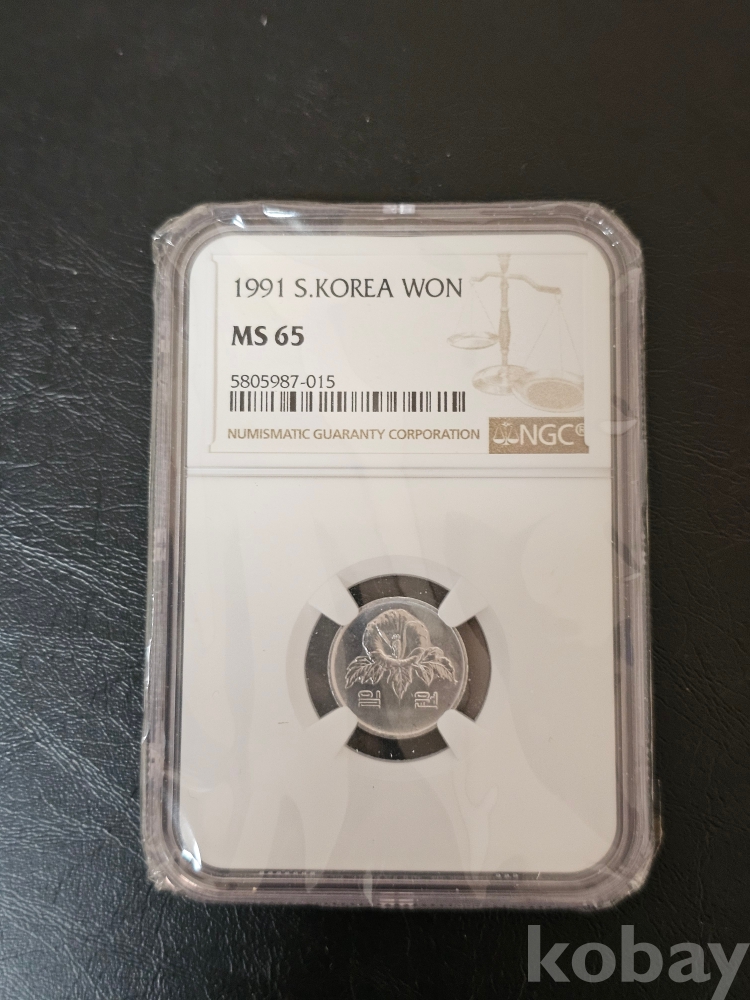 1991 S.KOREA WON
MS 65
5805987-015
NUMISMATIC GUARANTY CORPORATION
NGC®
일 원
kobay